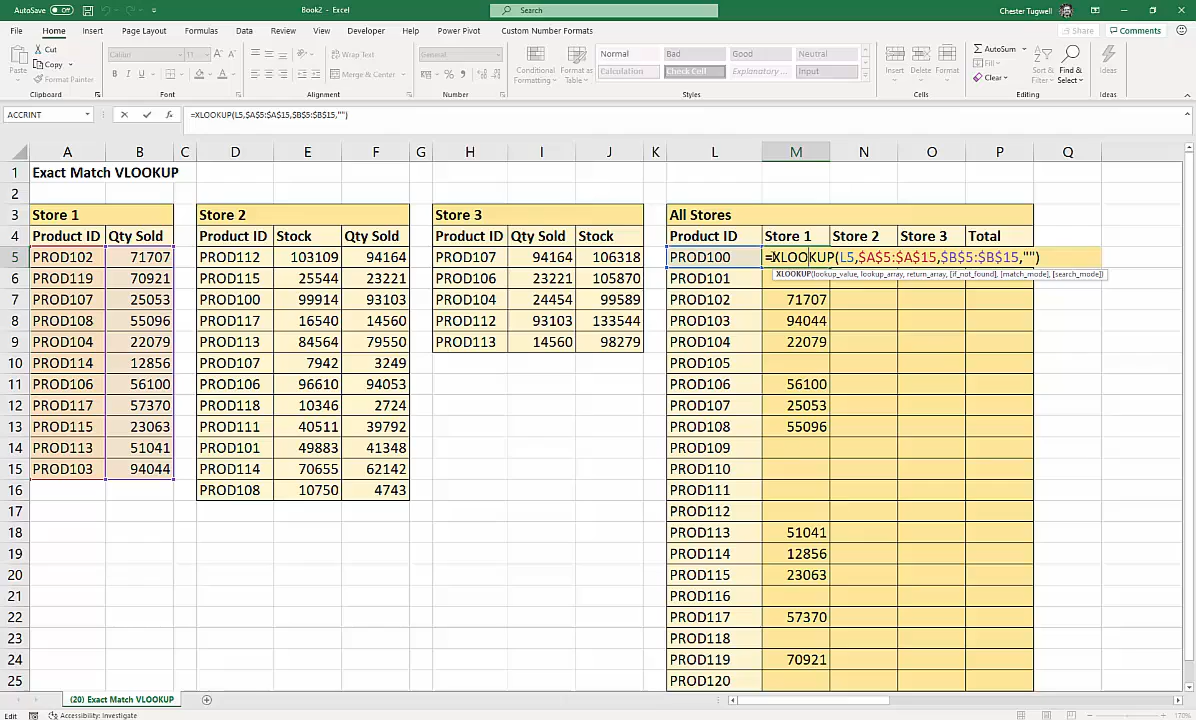 AutoSave Off Book2 - Excel Search Chester Tugwell
File Home Insert Page Layout Formulas Data Review View Developer Help Power Pivot Custom Number Formats Share Comments
Paste Cut Copy Format Painter Clipboard
Calibri 11 B I U Font
Wrap Text Merge & Center Alignment
General % Number
Conditional Formatting Format as Table Normal Bad Good Neutral Calculation Check Cell Explanatory ... Input Styles
Insert Delete Format Cells
AutoSum Fill Clear Sort & Filter Find & Select Editing
Ideas Ideas
ACCRINT fx =XLOOKUP(L5,$A$5:$A$15,$B$5:$B$15,"")
A B C D E F G H I J K L M N O P Q
1 Exact Match VLOOKUP
2
3 Store 1 Store 2 Store 3 All Stores
4 Product ID Qty Sold Product ID Stock Qty Sold Product ID Qty Sold Stock Product ID Store 1 Store 2 Store 3 Total
5 PROD102 71707 PROD112 103109 94164 PROD107 94164 106318 PROD100 =XLOOKUP(L5,$A$5:$A$15,$B$5:$B$15,"")
XLOOKUP(lookup_value, lookup_array, return_array, [if_not_found], [match_mode], [search_mode])
6 PROD119 70921 PROD115 25544 23221 PROD106 23221 105870 PROD101
7 PROD107 25053 PROD100 99914 93103 PROD104 24454 99589 PROD102 71707
8 PROD108 55096 PROD117 16540 14560 PROD112 93103 133544 PROD103 94044
9 PROD104 22079 PROD113 84564 79550 PROD113 14560 98279 PROD104 22079
10 PROD114 12856 PROD107 7942 3249 PROD105
11 PROD106 56100 PROD106 96610 94053 PROD106 56100
12 PROD117 57370 PROD118 10346 2724 PROD107 25053
13 PROD115 23063 PROD111 40511 39792 PROD108 55096
14 PROD113 51041 PROD101 49883 41348 PROD109
15 PROD103 94044 PROD114 70655 62142 PROD110
16 PROD108 10750 4743 PROD111
17 PROD112
18 PROD113 51041
19 PROD114 12856
20 PROD115 23063
21 PROD116
22 PROD117 57370
23 PROD118
24 PROD119 70921
25 PROD120
(20) Exact Match VLOOKUP
Edit Accessibility: Investigate 170%